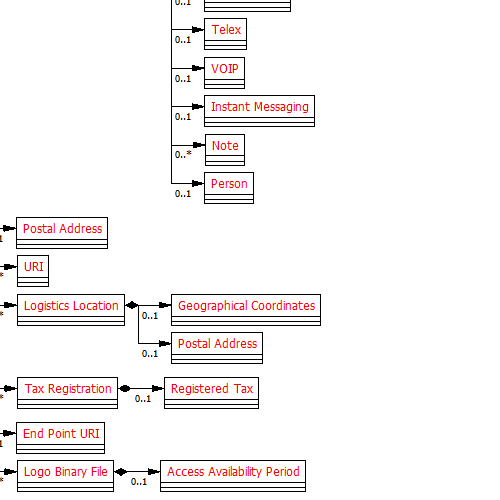 0..1
Telex
0..1
VOIP
0..1
Instant Messaging
0..1
Note
0..*
Person
0..1
Postal Address
1
URI
*
Logistics Location
Geographical Coordinates
*
0..1
Postal Address
0..1
Tax Registration
Registered Tax
*
0..1
End Point URI
1
Logo Binary File
Access Availability Period
*
0..1